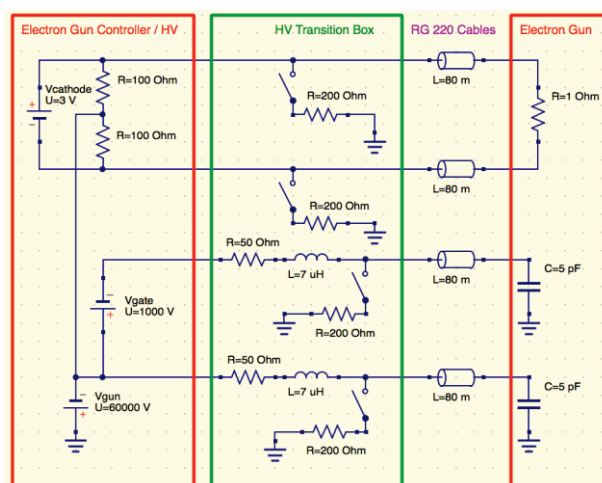 Electron Gun Controller / HV
HV Transition Box
RG 220 Cables
Electron Gun
R=100 Ohm
L=80 m
Vcathode
U=3 V
+
-
R=200 Ohm
R=1 Ohm
R=100 Ohm
L=80 m
R=200 Ohm
R=50 Ohm
L=7 uH
L=80 m
C=5 pF
Vgate
U=1000 V
-
+
R=200 Ohm
R=50 Ohm
L=7 uH
L=80 m
C=5 pF
Vgun
U=60000 V
-
+
R=200 Ohm